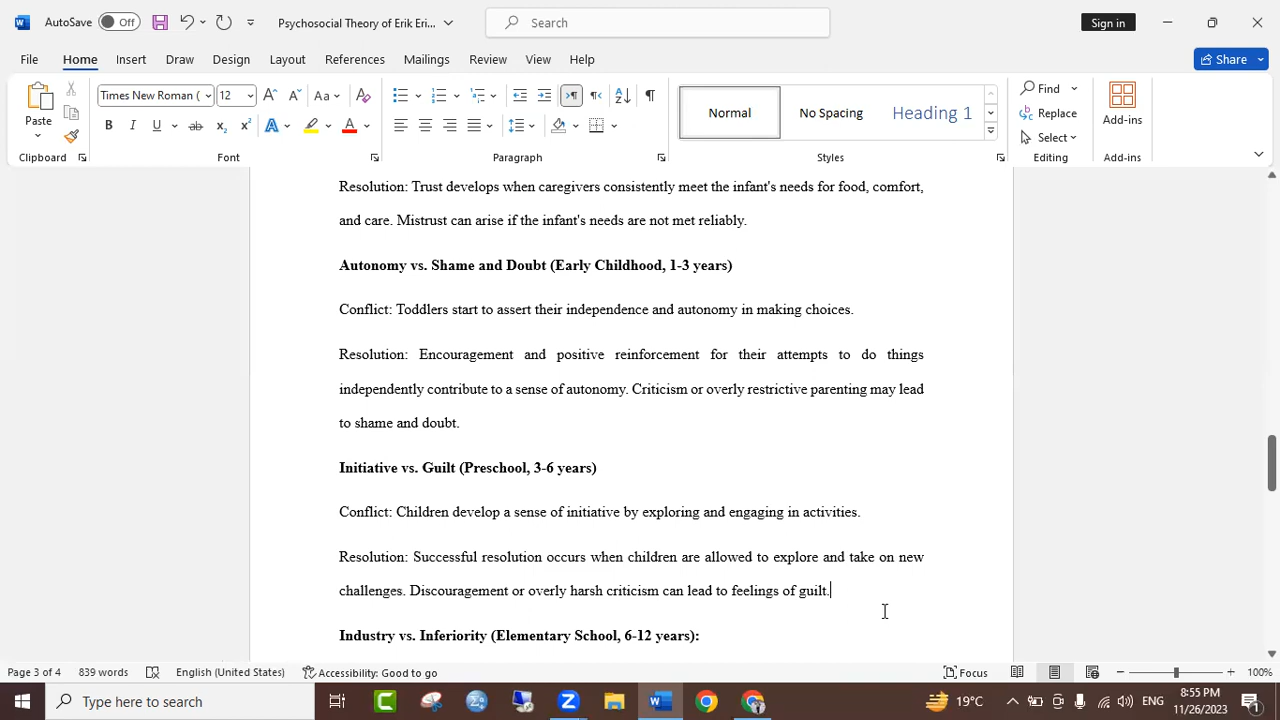 AutoSave Off Psychosocial Theory of Erik Eri... Search Sign in
File Home Insert Draw Design Layout References Mailings Review View Help Share
Paste Times New Roman ( 12 Aa Normal No Spacing Heading 1 Find Replace Select Add-ins
Clipboard Font Paragraph Styles Editing Add-ins
Resolution: Trust develops when caregivers consistently meet the infant's needs for food, comfort,
and care. Mistrust can arise if the infant's needs are not met reliably.
Autonomy vs. Shame and Doubt (Early Childhood, 1-3 years)
Conflict: Toddlers start to assert their independence and autonomy in making choices.
Resolution: Encouragement and positive reinforcement for their attempts to do things
independently contribute to a sense of autonomy. Criticism or overly restrictive parenting may lead
to shame and doubt.
Initiative vs. Guilt (Preschool, 3-6 years)
Conflict: Children develop a sense of initiative by exploring and engaging in activities.
Resolution: Successful resolution occurs when children are allowed to explore and take on new
challenges. Discouragement or overly harsh criticism can lead to feelings of guilt.
Industry vs. Inferiority (Elementary School, 6-12 years):
Page 3 of 4 839 words English (United States) Accessibility: Good to go Focus 100%
Type here to search 19°C ENG 8:55 PM
11/26/2023